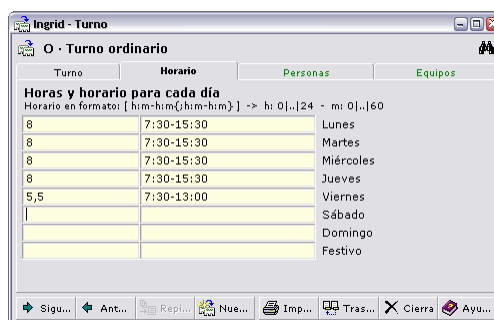 Ingrid - Turno
O · Turno ordinario
Turno Horario Personas Equipos
Horas y horario para cada día
Horario en formato: [ h:m-h:m{;h:m-h:m} ] -> h: 0|..|24 - m: 0|..|60
8 7:30-15:30 Lunes
8 7:30-15:30 Martes
8 7:30-15:30 Miércoles
8 7:30-15:30 Jueves
5,5 7:30-13:00 Viernes
Sábado
Domingo
Festivo
Sigu... Ant... Repi... Nue... Imp... Tras... Cierra Ayu...